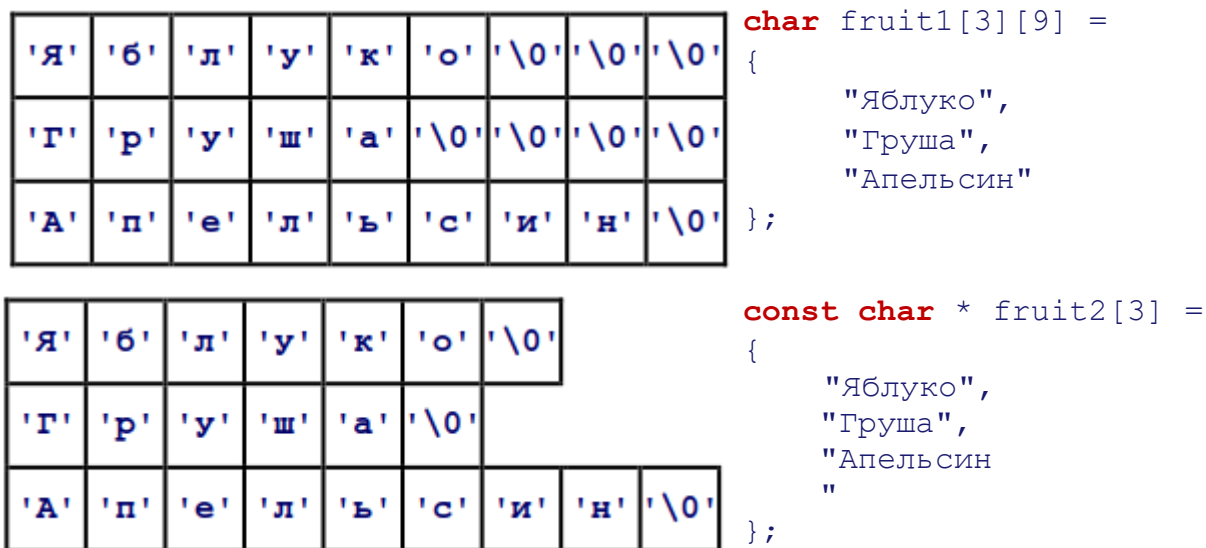 'Я' 'б' 'л' 'у' 'к' 'о' '\0' '\0' '\0'
'Г' 'р' 'у' 'ш' 'а' '\0' '\0' '\0' '\0'
'А' 'п' 'е' 'л' 'ь' 'с' 'и' 'н' '\0'
char fruit1[3][9] =
{
"Яблуко",
"Груша",
"Апельсин"
};
'Я' 'б' 'л' 'у' 'к' 'о' '\0'
'Г' 'р' 'у' 'ш' 'а' '\0'
'А' 'п' 'е' 'л' 'ь' 'с' 'и' 'н' '\0'
const char * fruit2[3] =
{
"Яблуко",
"Груша",
"Апельсин
"
};